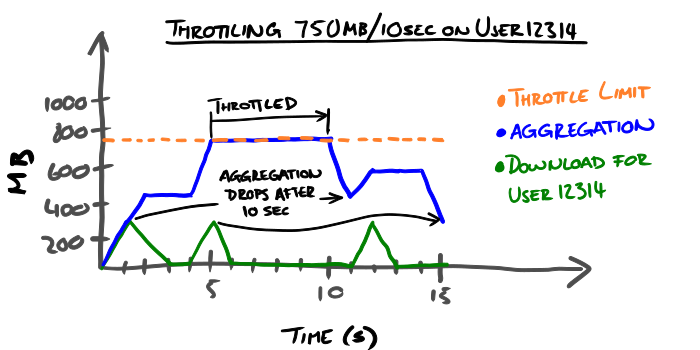 THROTTLING 750MB/10SEC ON USER12314
1000
800
600
400
200
MB
THROTTLED
AGGREGATION
DROPS AFTER
10 SEC
THROTTLE LIMIT
AGGREGATION
DOWNLOAD FOR
USER 12314
5
10
15
TIME (S)